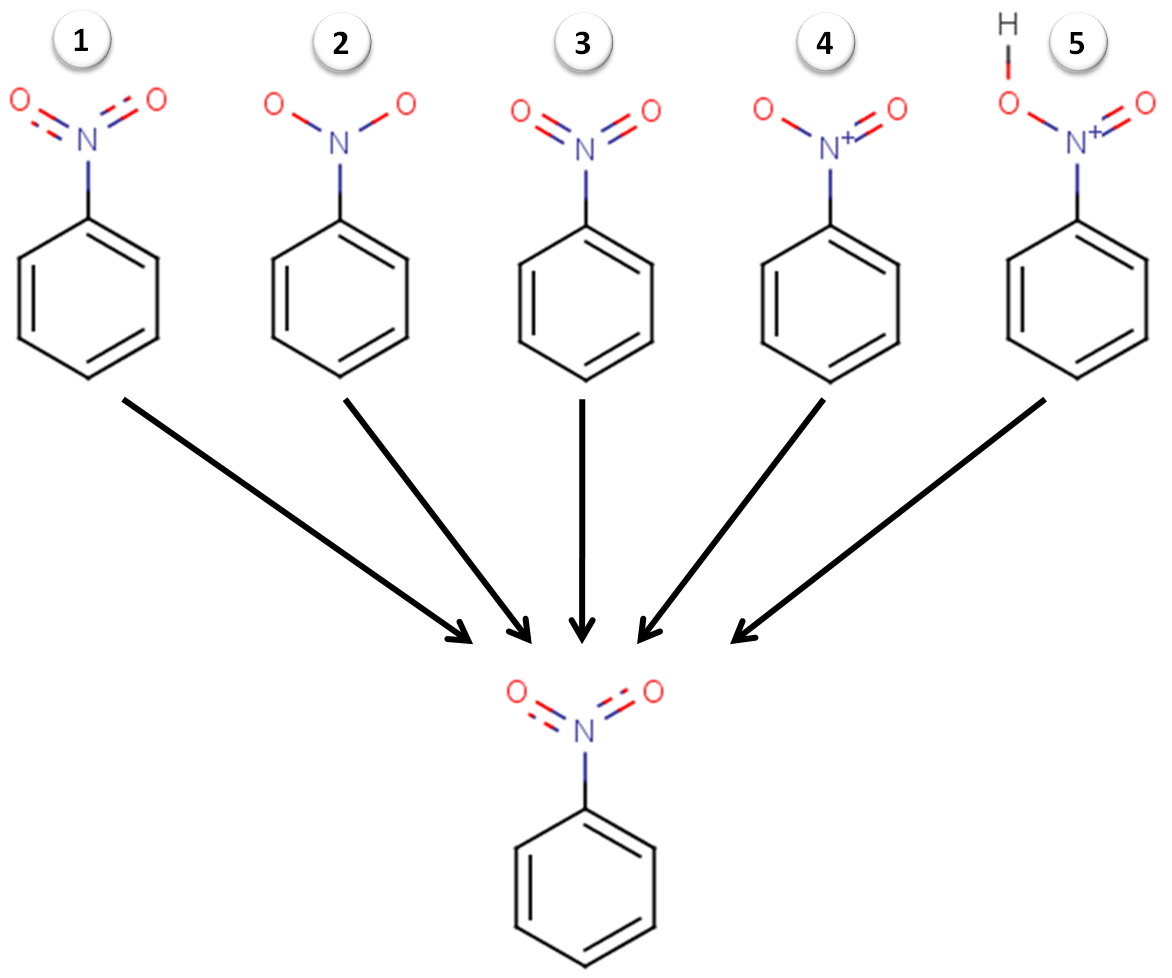 1 2 3 4 5
H
O O O O O O O O+ O O
N N N N+ N+
O O
N